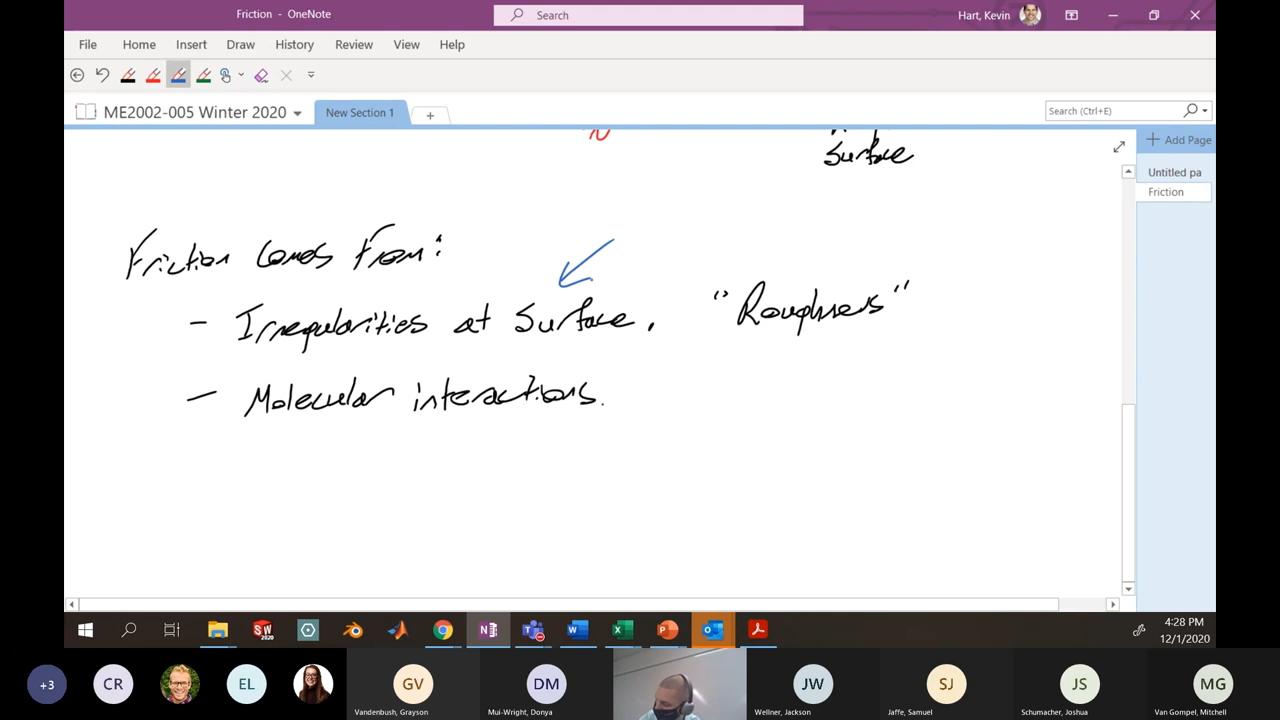 Friction - OneNote
Search
Hart, Kevin
File Home Insert Draw History Review View Help
ME2002-005 Winter 2020
New Section 1
Search (Ctrl+E)
Add Page
N
Surface
Untitled pa
Friction
Friction Comes From:
- Irregularities at Surface. "Roughness"
- Molecular interactions.
4:28 PM
12/1/2020
+3 CR EL GV DM JW SJ JS MG
Vandenbush, Grayson Mui-Wright, Donya Wellner, Jackson Jaffe, Samuel Schumacher, Joshua Van Gompel, Mitchell